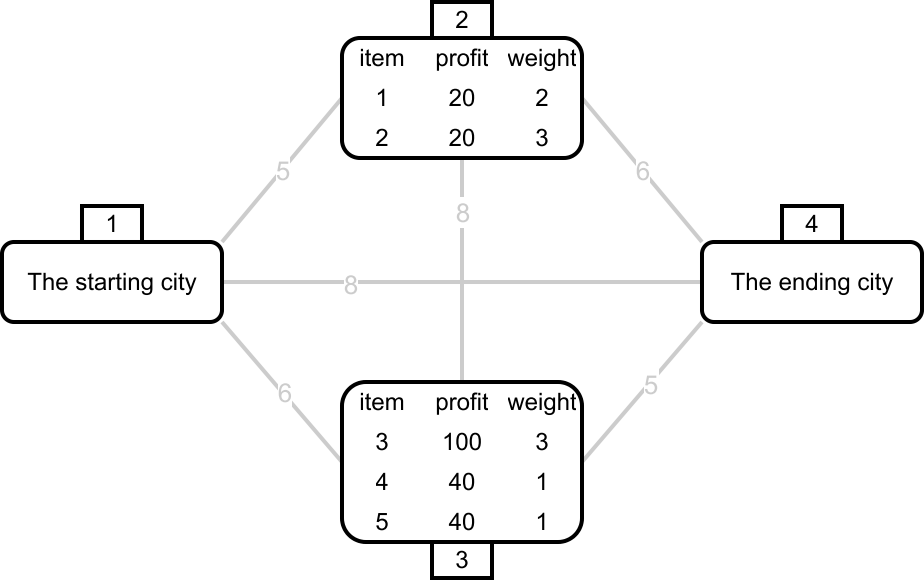 2
item profit weight
1 20 2
2 20 3
5
6
8
1
The starting city
4
The ending city
8
6
5
item profit weight
3 100 3
4 40 1
5 40 1
3